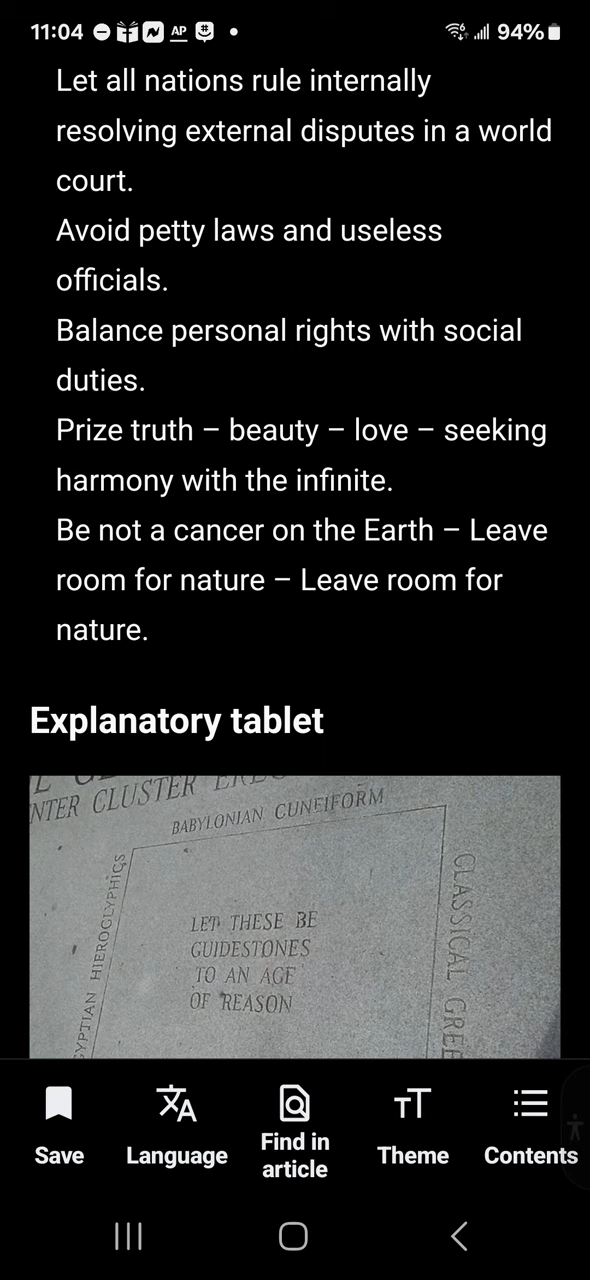 11:04 AP 94%
Let all nations rule internally
resolving external disputes in a world
court.
Avoid petty laws and useless
officials.
Balance personal rights with social
duties.
Prize truth – beauty – love – seeking
harmony with the infinite.
Be not a cancer on the Earth – Leave
room for nature – Leave room for
nature.
Explanatory tablet
NTER CLUSTER
BABYLONIAN CUNEIFORM
GYPTIAN HIEROGLYPHICS
CLASSICAL GREE
LET THESE BE
GUIDESTONES
TO AN AGE
OF REASON
Save
Language
Find in
article
Theme
Contents